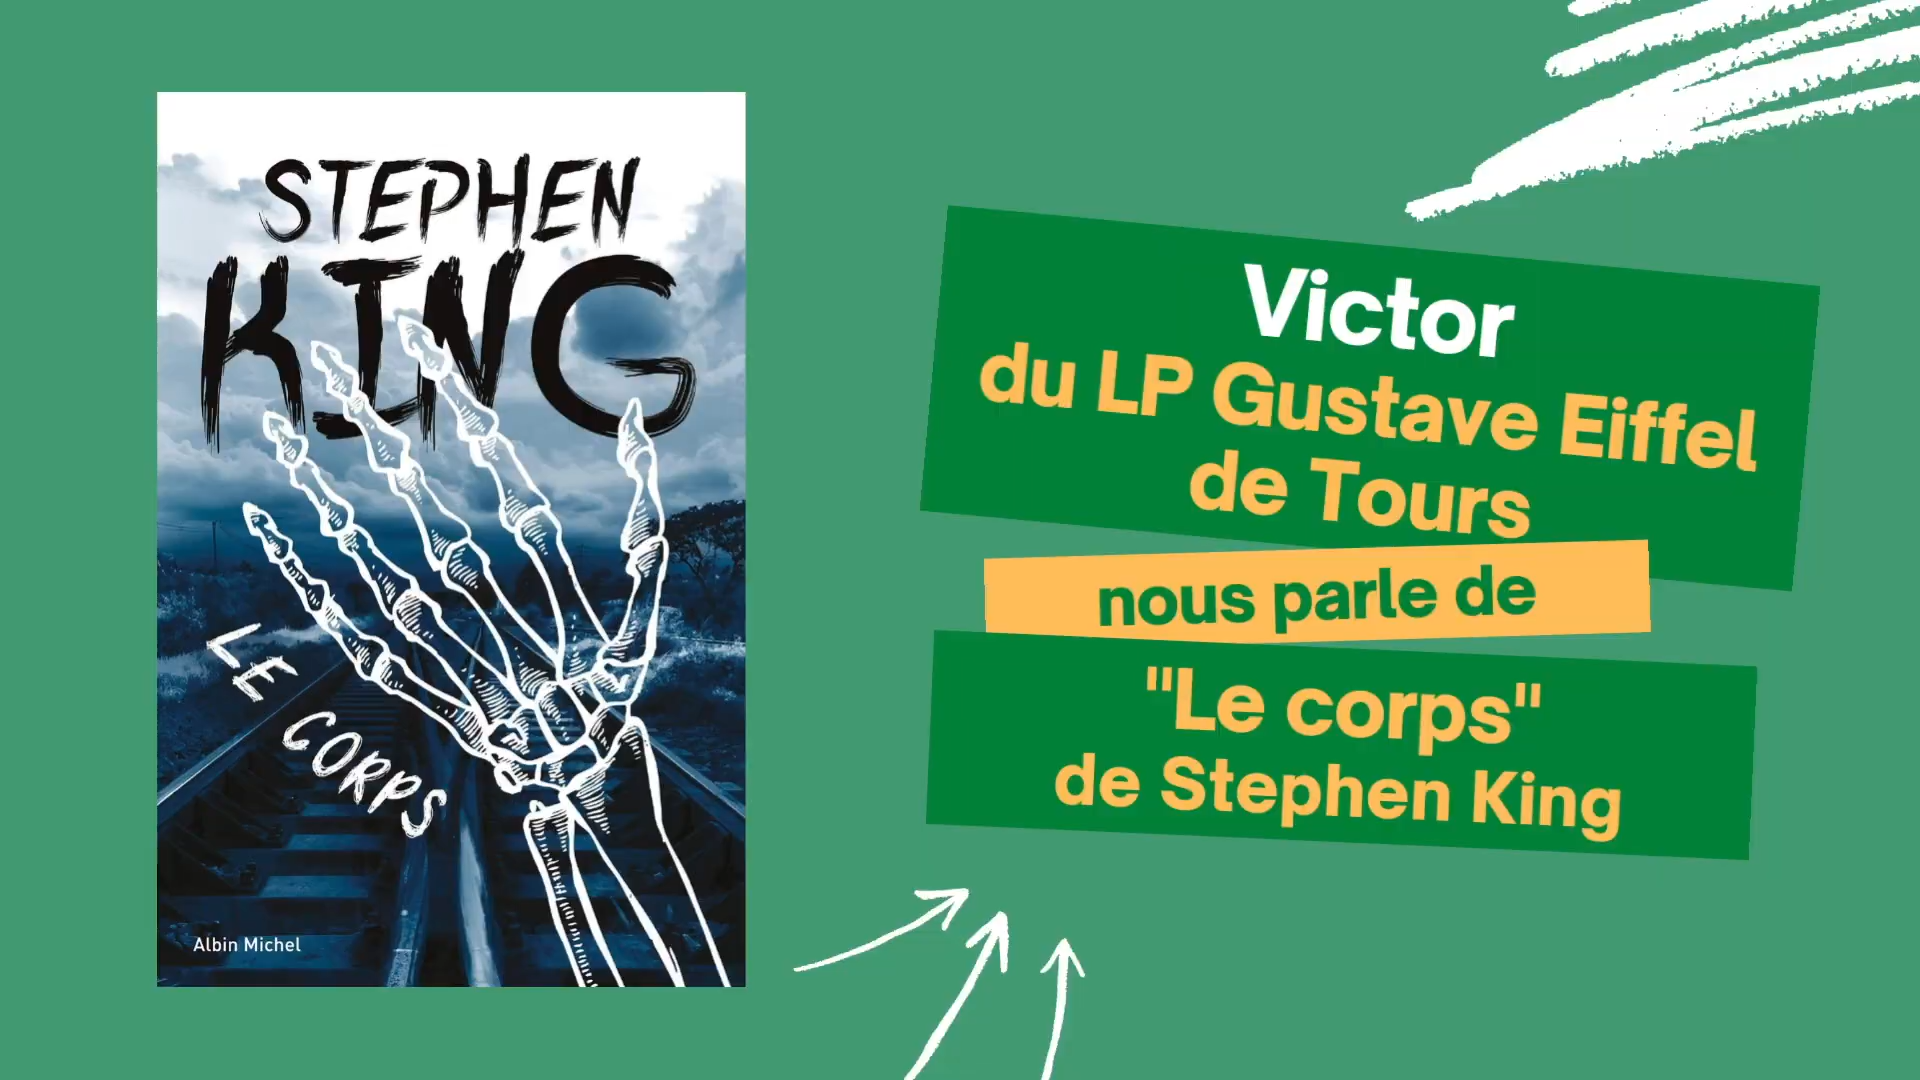 STEPHEN
KING
LE CORPS
Albin Michel
Victor
du LP Gustave Eiffel
de Tours
nous parle de
"Le corps"
de Stephen King